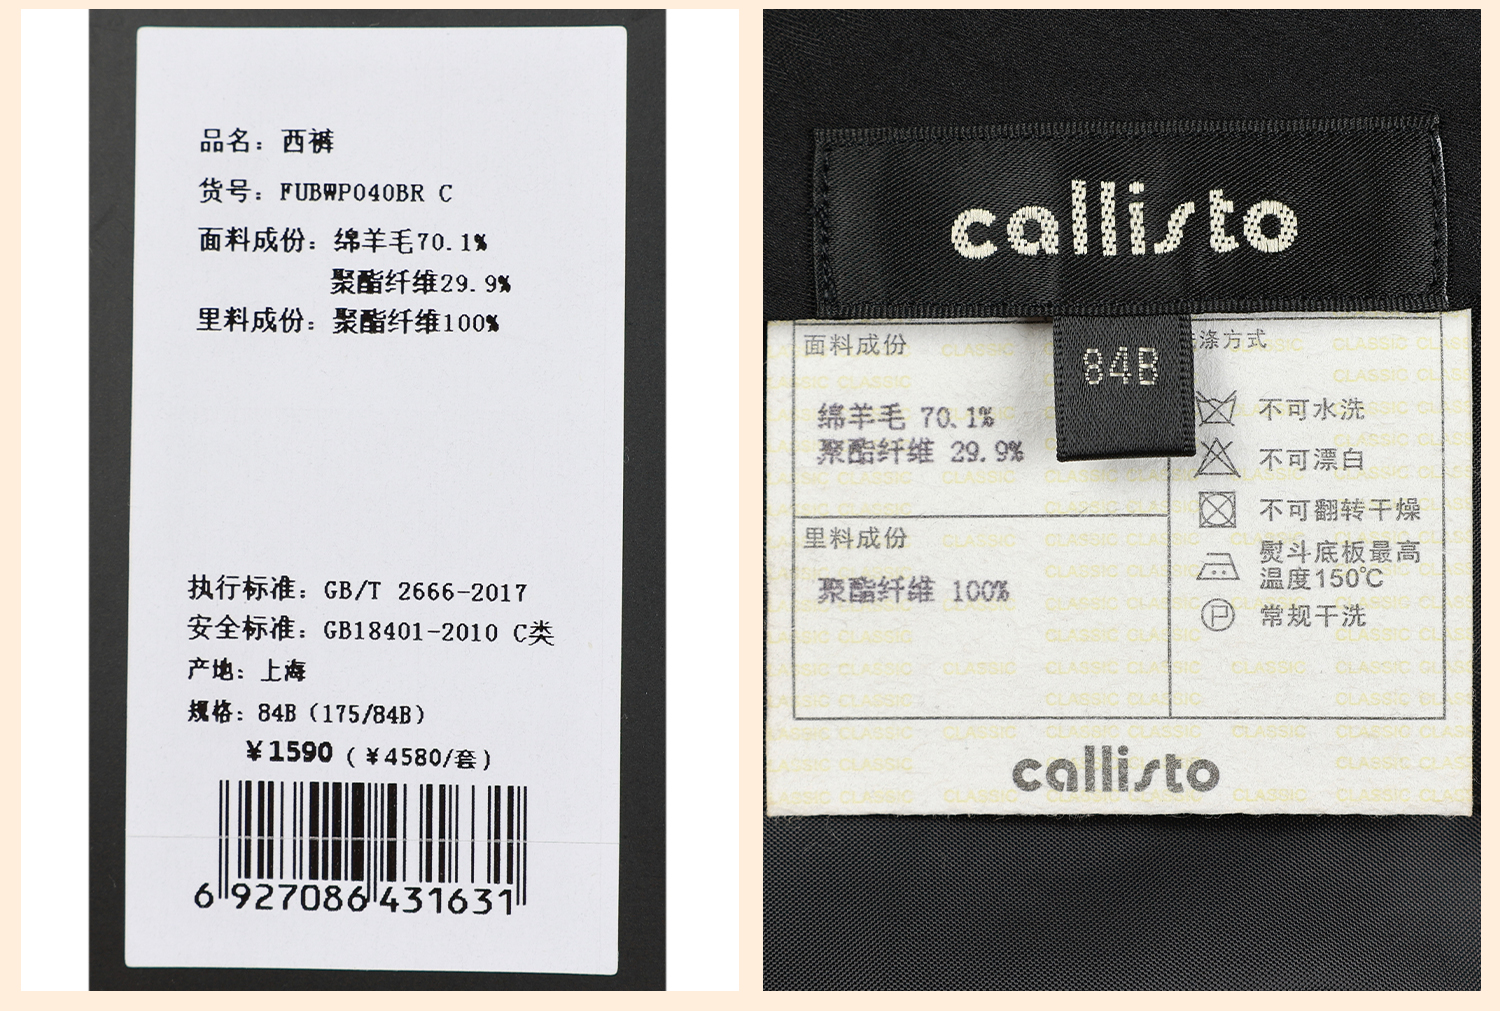 品名：西裤
货号：FUBWP040BR C
面料成份：绵羊毛70.1%
聚酯纤维29.9%
里料成份：聚酯纤维100%
执行标准：GB/T 2666-2017
安全标准：GB18401-2010 C类
产地：上海
规格：84B（175/84B）
￥1590（￥4580/套）
6 927086 431631
callisto
84B
面料成份
绵羊毛 70.1%
聚酯纤维 29.9%
里料成份
聚酯纤维 100%
涤方式
不可水洗
不可漂白
不可翻转干燥
熨斗底板最高
温度150℃
P 常规干洗
callisto